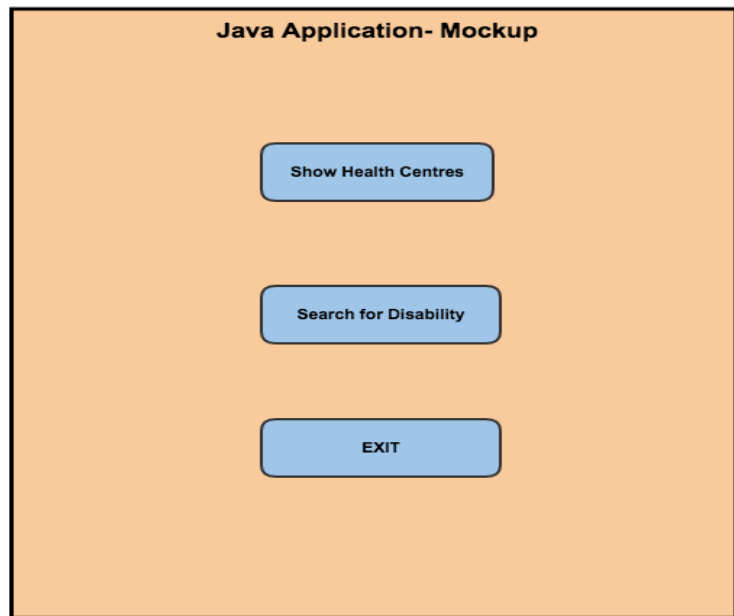 Java Application- Mockup
Show Health Centres
Search for Disability
EXIT